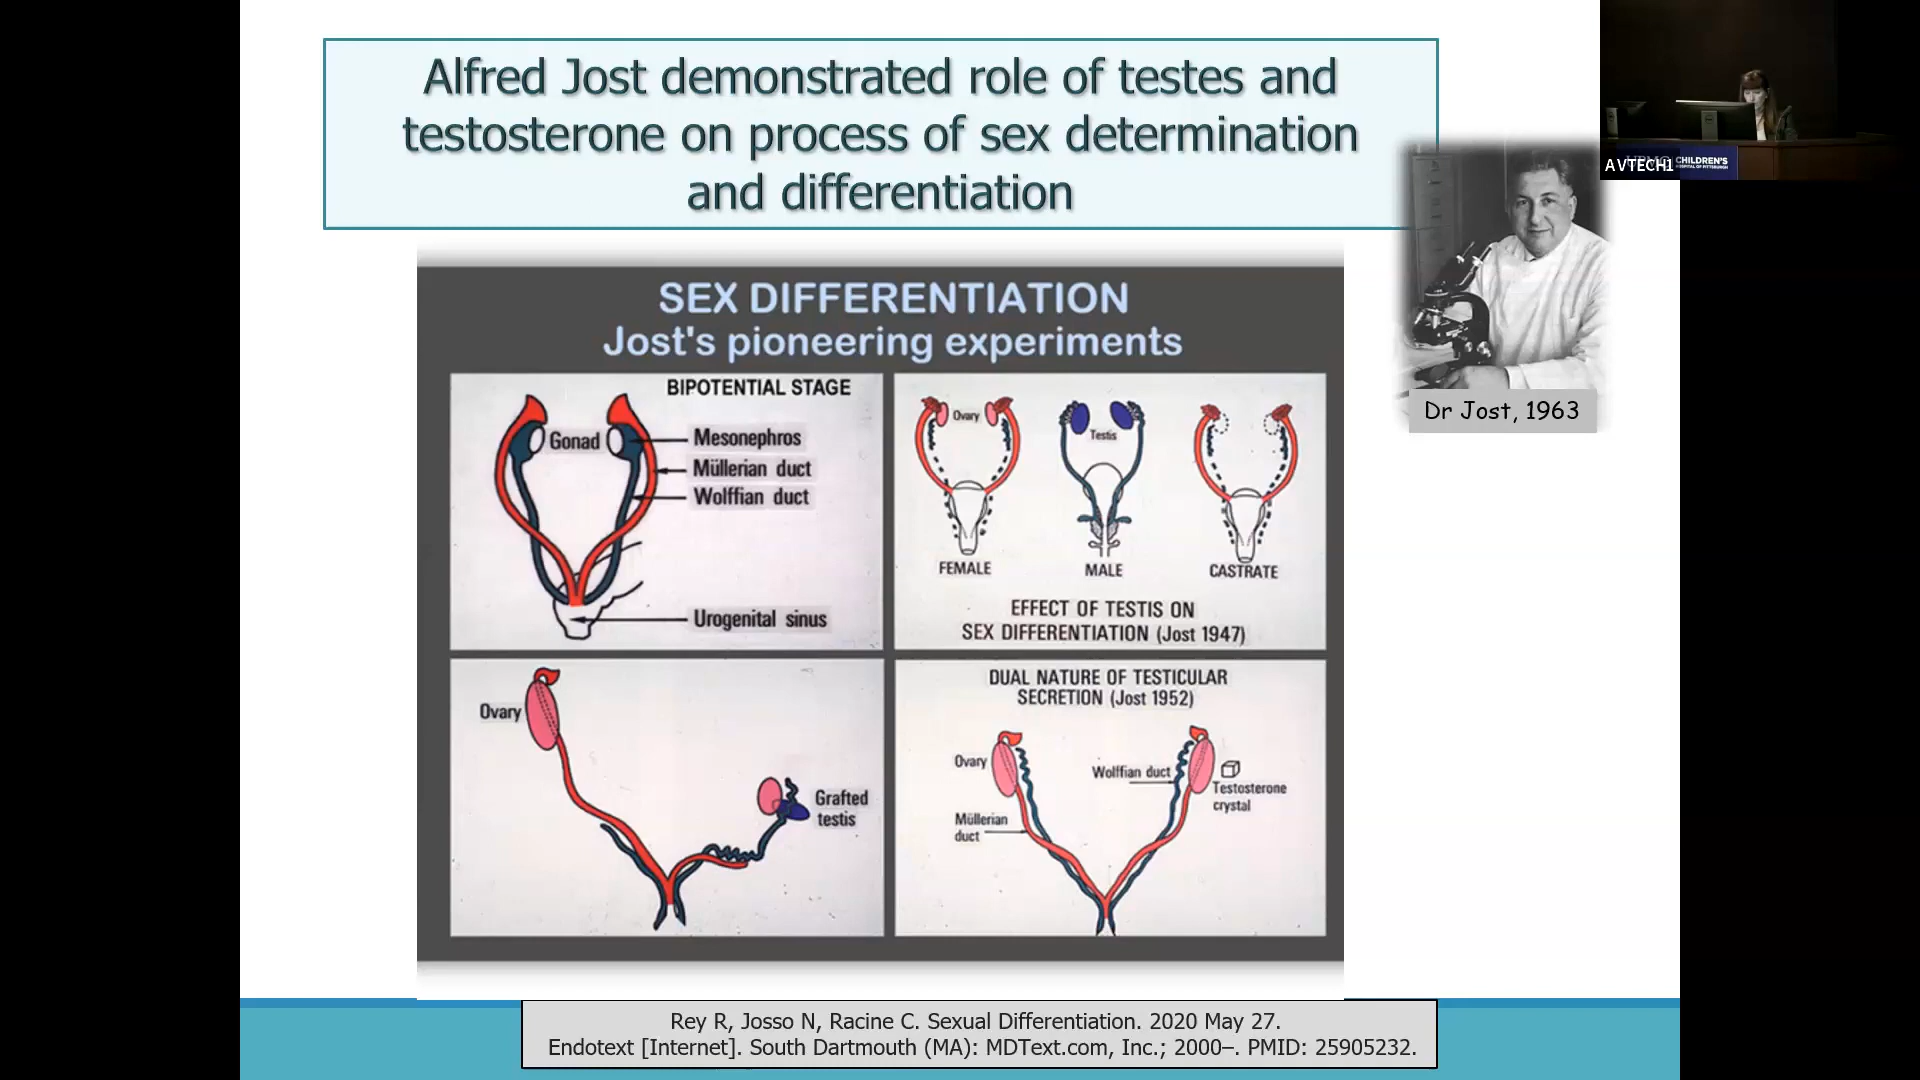 Alfred Jost demonstrated role of testes and
testosterone on process of sex determination
and differentiation
AVTECH1
CHILDREN'S
Dr Jost, 1963
SEX DIFFERENTIATION
Jost's pioneering experiments
BIPOTENTIAL STAGE
Gonad
Mesonephros
Müllerian duct
Wolffian duct
Urogenital sinus
Ovary
Testis
FEMALE
MALE
CASTRATE
EFFECT OF TESTIS ON
SEX DIFFERENTIATION (Jost 1947)
Ovary
Grafted
testis
DUAL NATURE OF TESTICULAR
SECRETION (Jost 1952)
Ovary
Wolffian duct
Testosterone
crystal
Müllerian
duct
Rey R, Josso N, Racine C. Sexual Differentiation. 2020 May 27.
Endotext [Internet]. South Dartmouth (MA): MDText.com, Inc.; 2000–. PMID: 25905232.